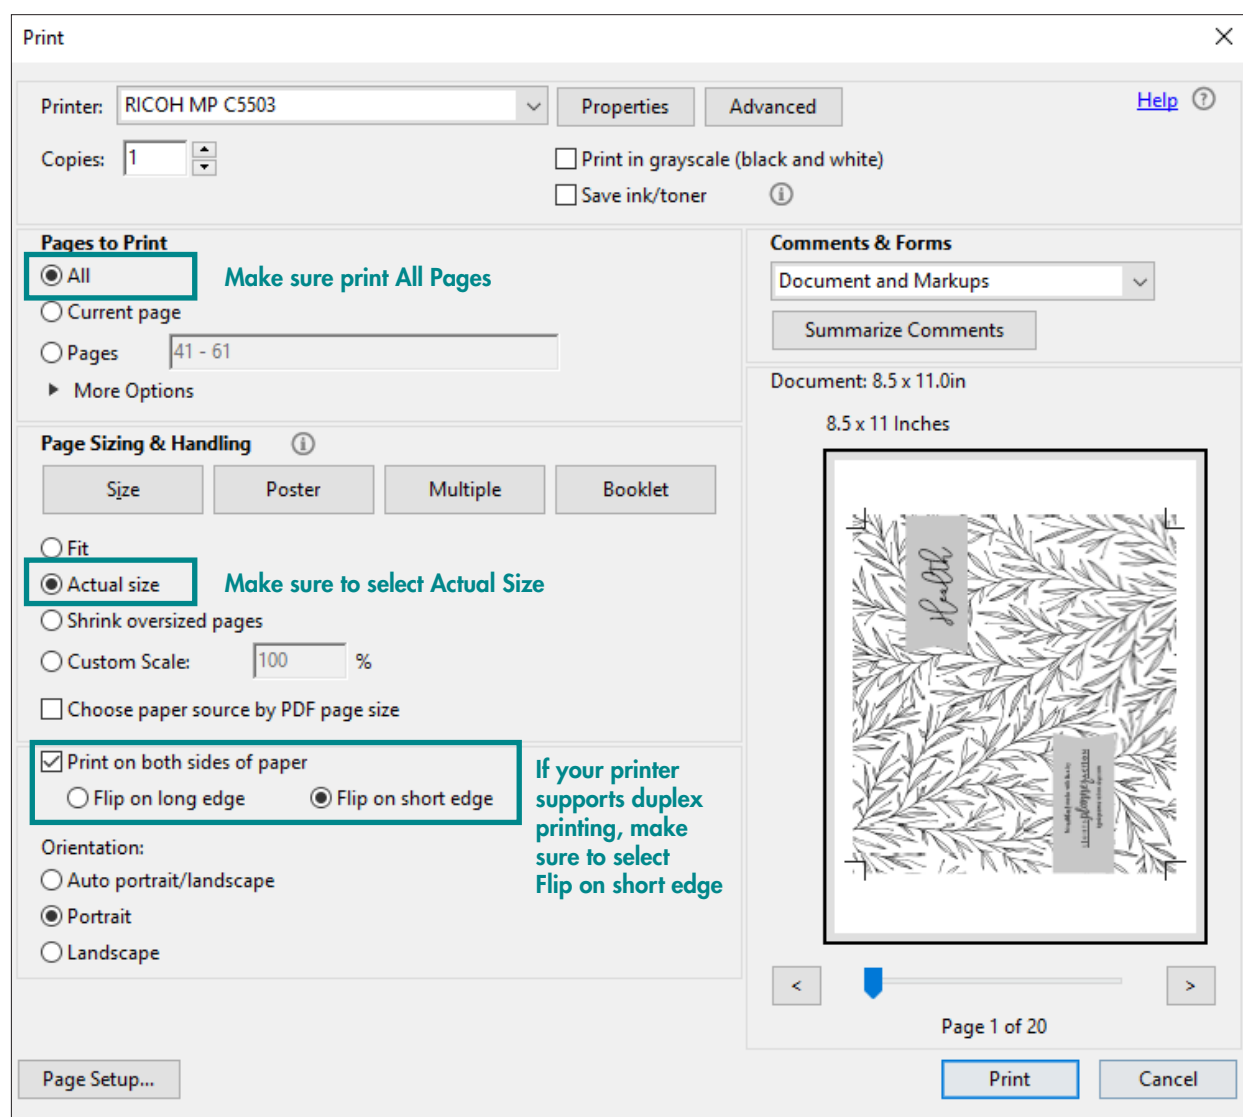 Print
Printer: RICOH MP C5503
Properties
Advanced
Help
Copies: 1
Print in grayscale (black and white)
Save ink/toner
Pages to Print
All
Make sure print All Pages
Current page
Pages 41 - 61
More Options
Comments & Forms
Document and Markups
Summarize Comments
Page Sizing & Handling
Size
Poster
Multiple
Booklet
Fit
Actual size
Make sure to select Actual Size
Shrink oversized pages
Custom Scale: 100 %
Choose paper source by PDF page size
Print on both sides of paper
Flip on long edge
Flip on short edge
If your printer
supports duplex
printing, make
sure to select
Flip on short edge
Orientation:
Auto portrait/landscape
Portrait
Landscape
Document: 8.5 x 11.0in
8.5 x 11 Inches
Health
<
>
Page 1 of 20
Page Setup...
Print
Cancel